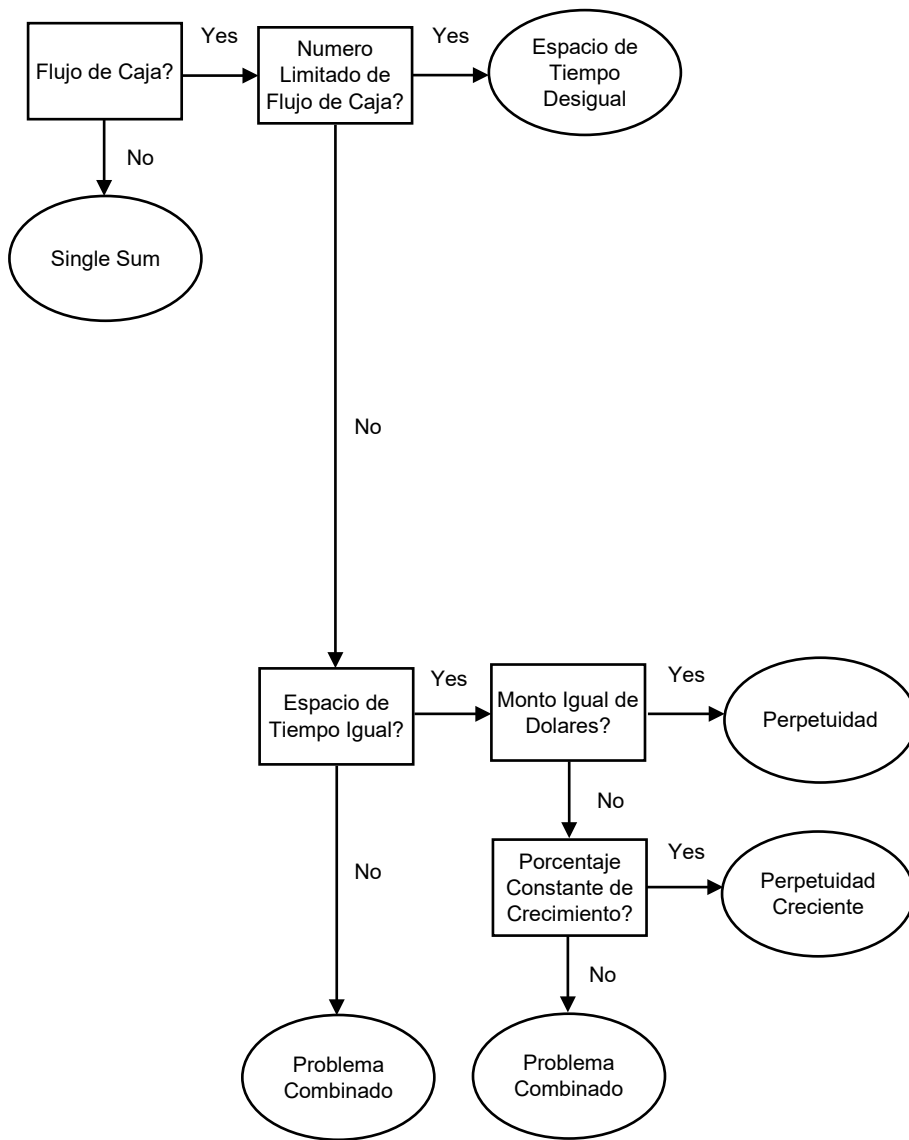 Yes
Yes
Flujo de Caja?
Numero
Limitado de
Flujo de Caja?
Espacio de
Tiempo
Desigual
No
Single Sum
No
Yes
Yes
Espacio de
Tiempo Igual?
Monto Igual de
Dolares?
Perpetuidad
No
No
Yes
Porcentaje
Constante de
Crecimiento?
Perpetuidad
Creciente
No
Problema
Combinado
Problema
Combinado